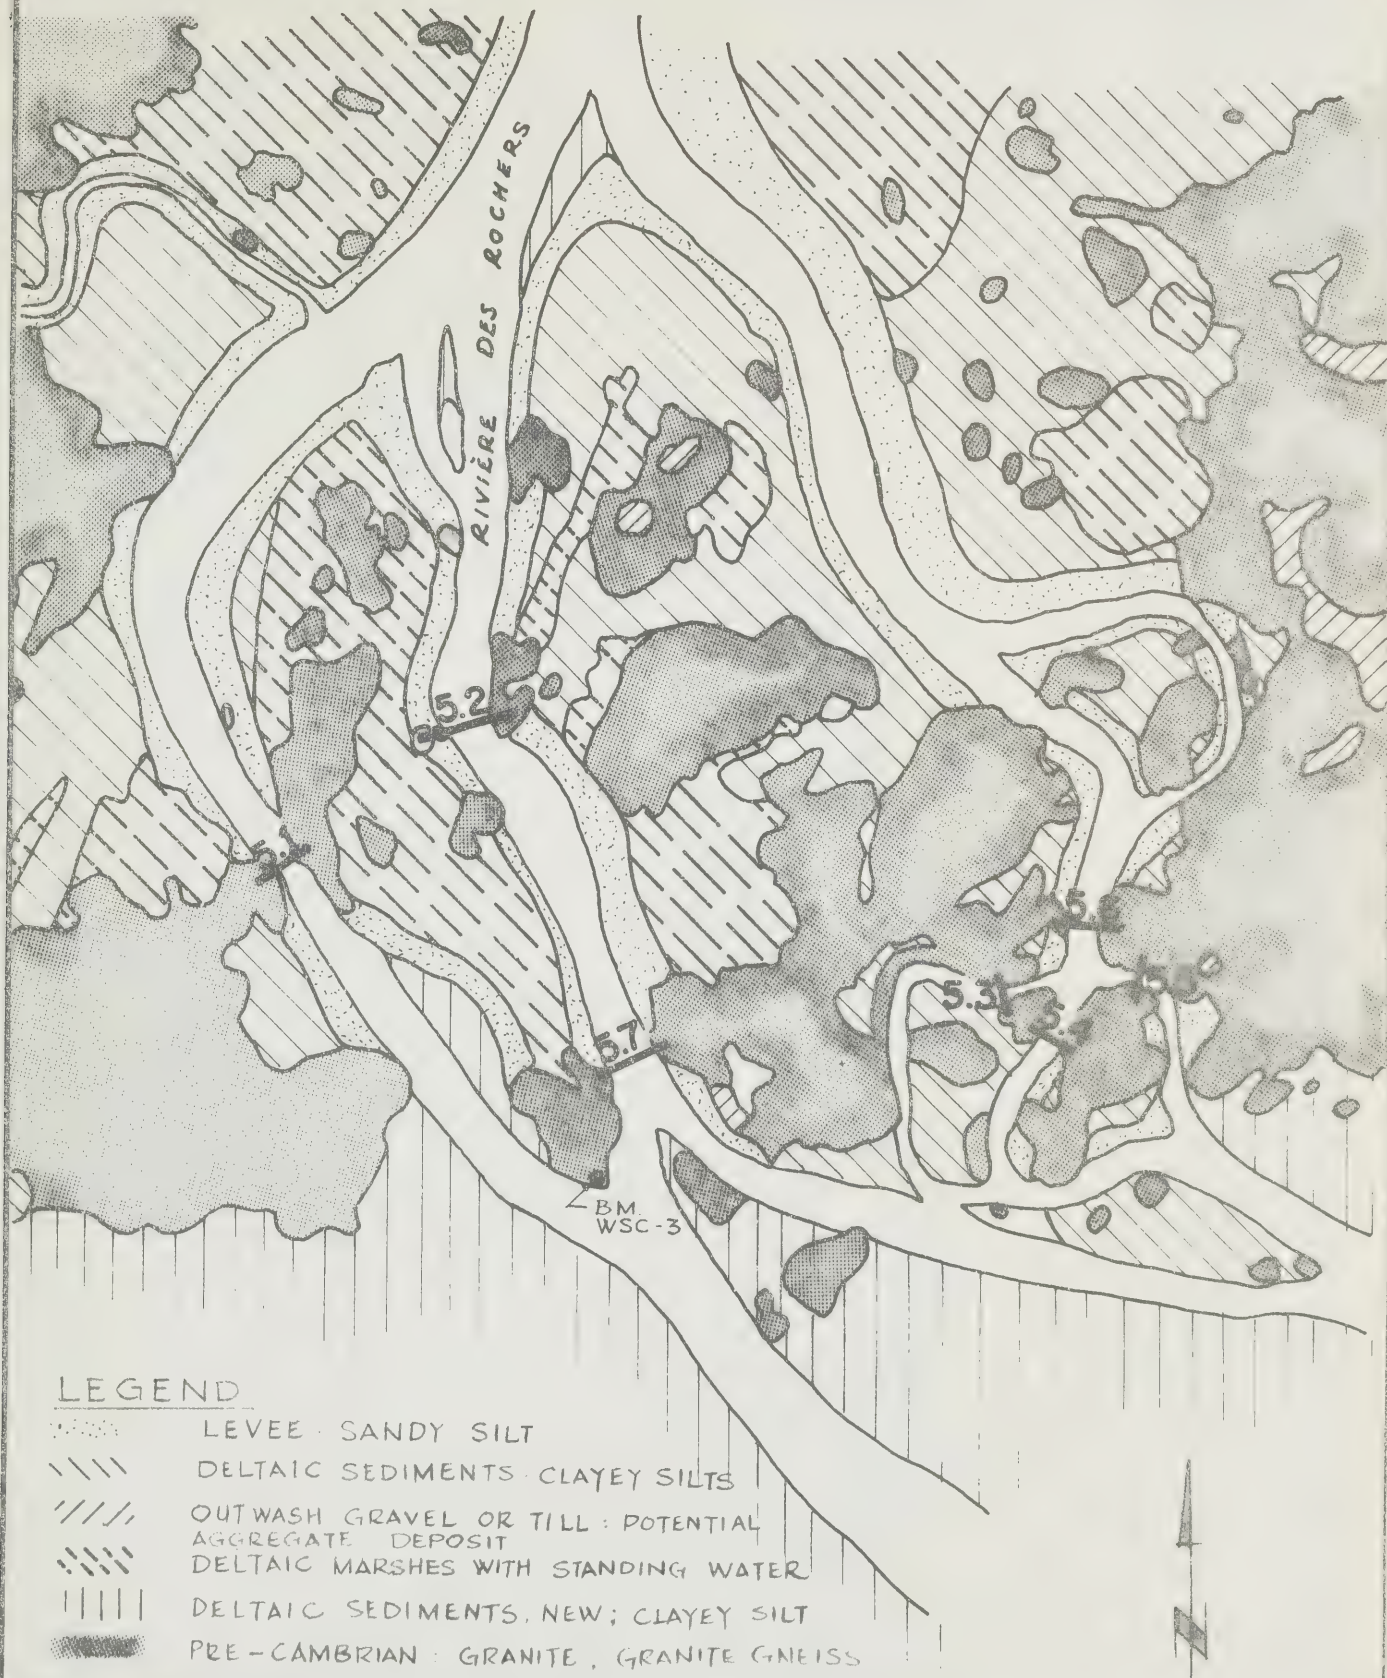 RIVIÈRE DES ROCHERS
5.2
5.3
5.4
5.7
BM.
WSC-3
LEGEND
LEVEE SANDY SILT
DELTAIC SEDIMENTS CLAYEY SILTS
OUTWASH GRAVEL OR TILL : POTENTIAL
AGGREGATE DEPOSIT
DELTAIC MARSHES WITH STANDING WATER
DELTAIC SEDIMENTS, NEW; CLAYEY SILT
PRE-CAMBRIAN : GRANITE, GRANITE GNEISS
N